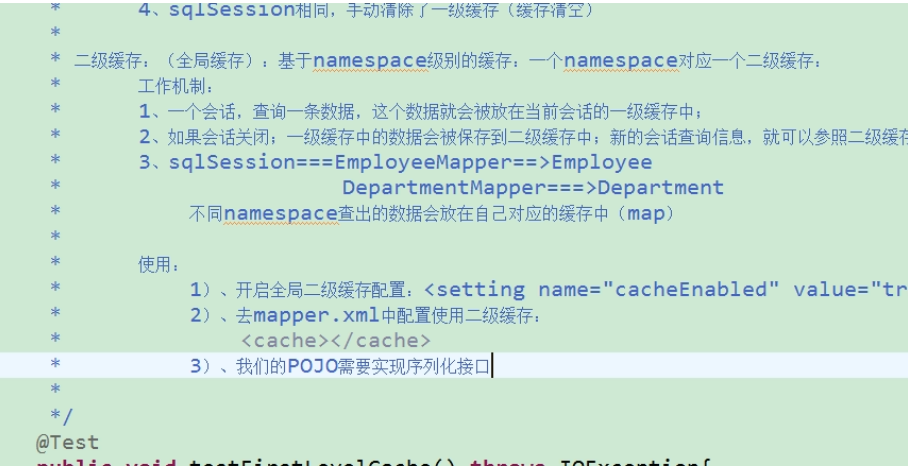 *          4、sqlSession相同，手动清除了一级缓存（缓存清空）
*
* 二级缓存：（全局缓存）：基于namespace级别的缓存：一个namespace对应一个二级缓存：
*          工作机制：
*          1、一个会话，查询一条数据，这个数据就会被放在当前会话的一级缓存中；
*          2、如果会话关闭；一级缓存中的数据会被保存到二级缓存中；新的会话查询信息，就可以参照二级缓存
*          3、sqlSession===EmployeeMapper==>Employee
*                          DepartmentMapper===>Department
*              不同namespace查出的数据会放在自己对应的缓存中（map）
*
*          使用：
*              1）、开启全局二级缓存配置：<setting name="cacheEnabled" value="tr
*              2）、去mapper.xml中配置使用二级缓存：
*                  <cache></cache>
*              3）、我们的POJO需要实现序列化接口
*
*/
@Test
public void testFirstLevelCache() throws IOException{